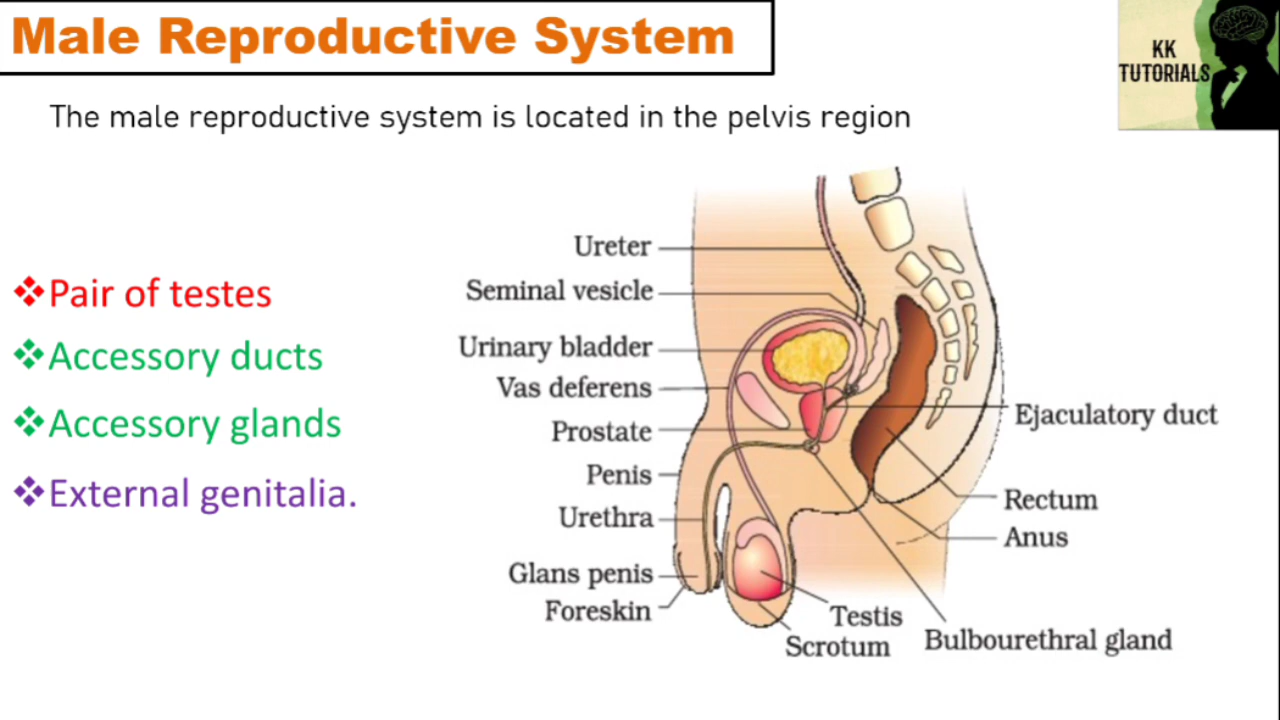 Male Reproductive System
KK
TUTORIALS
The male reproductive system is located in the pelvis region
❖Pair of testes
❖Accessory ducts
❖Accessory glands
❖External genitalia.
Ureter
Seminal vesicle
Urinary bladder
Vas deferens
Prostate
Penis
Urethra
Glans penis
Foreskin
Ejaculatory duct
Rectum
Anus
Testis
Scrotum
Bulbourethral gland